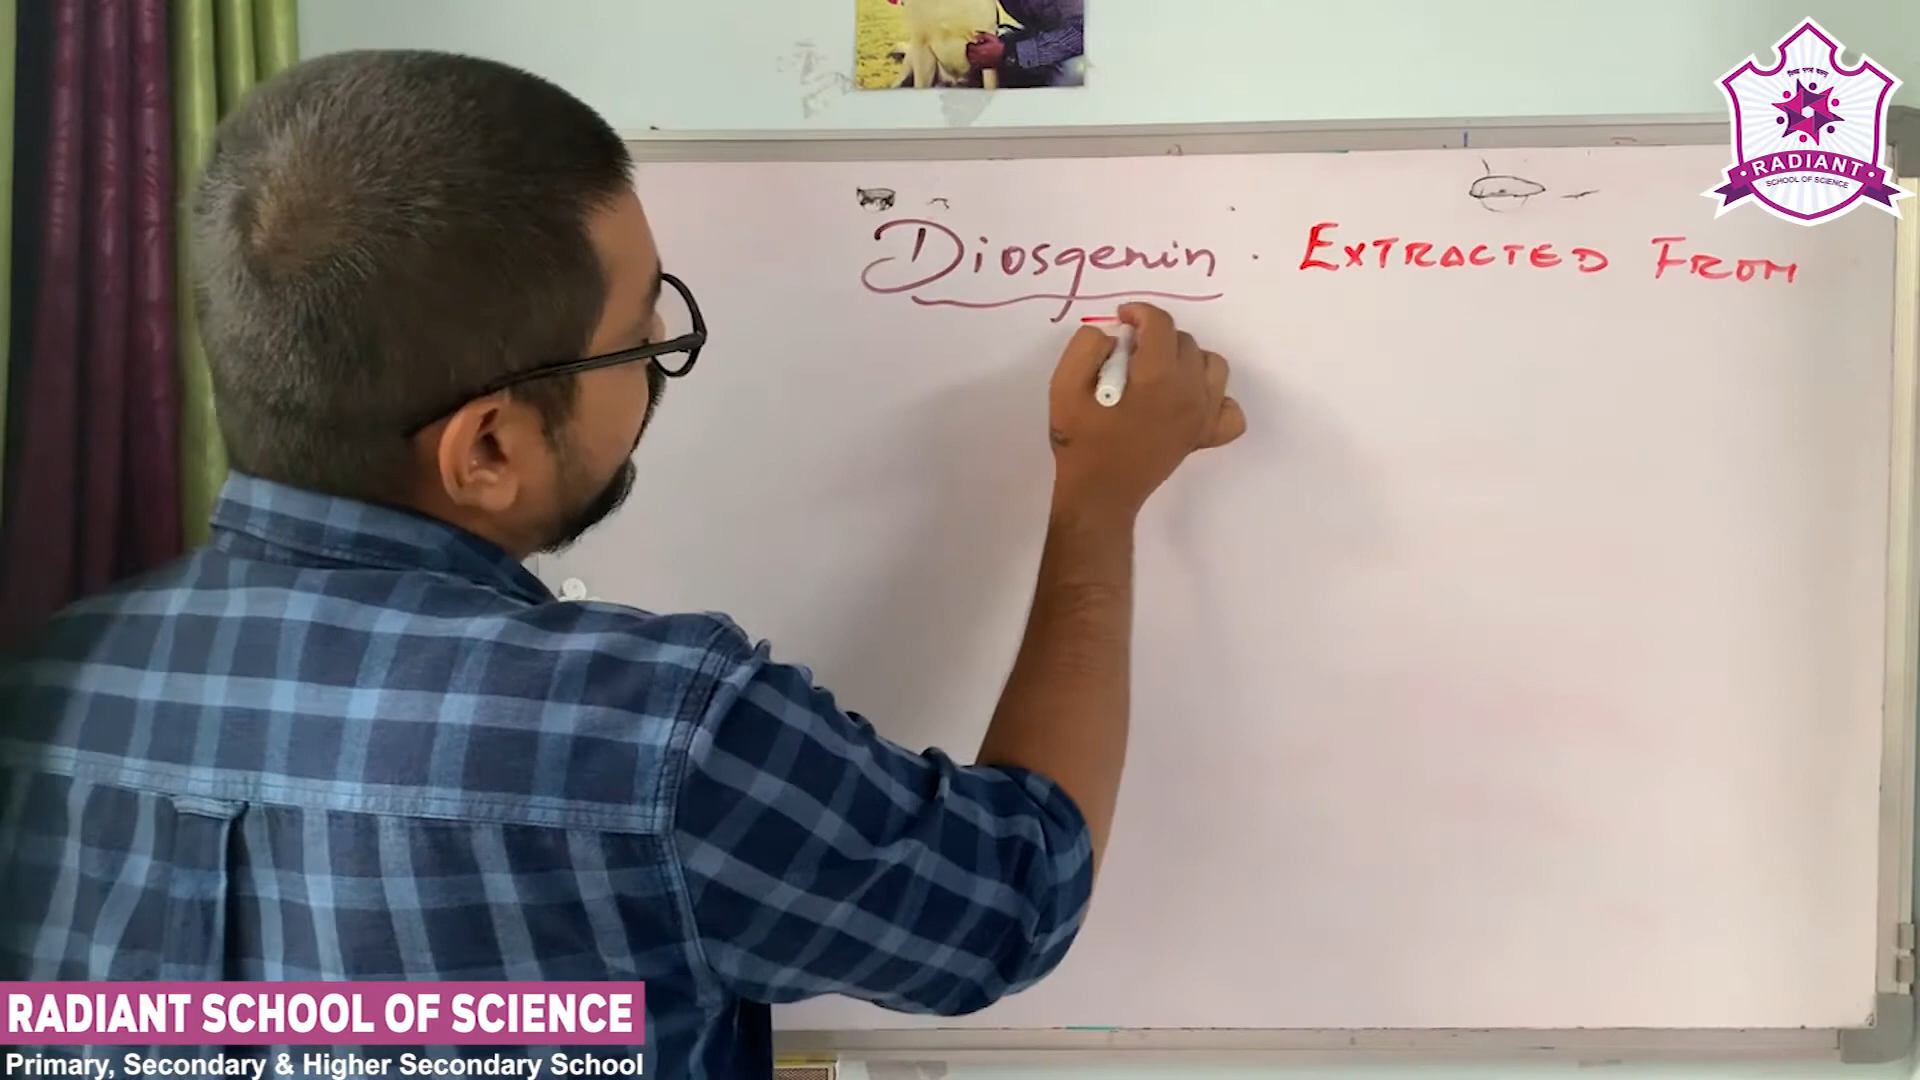 Diosgenin . EXTRACTED FROM
RADIANT
SCHOOL OF SCIENCE
RADIANT SCHOOL OF SCIENCE
Primary, Secondary & Higher Secondary School